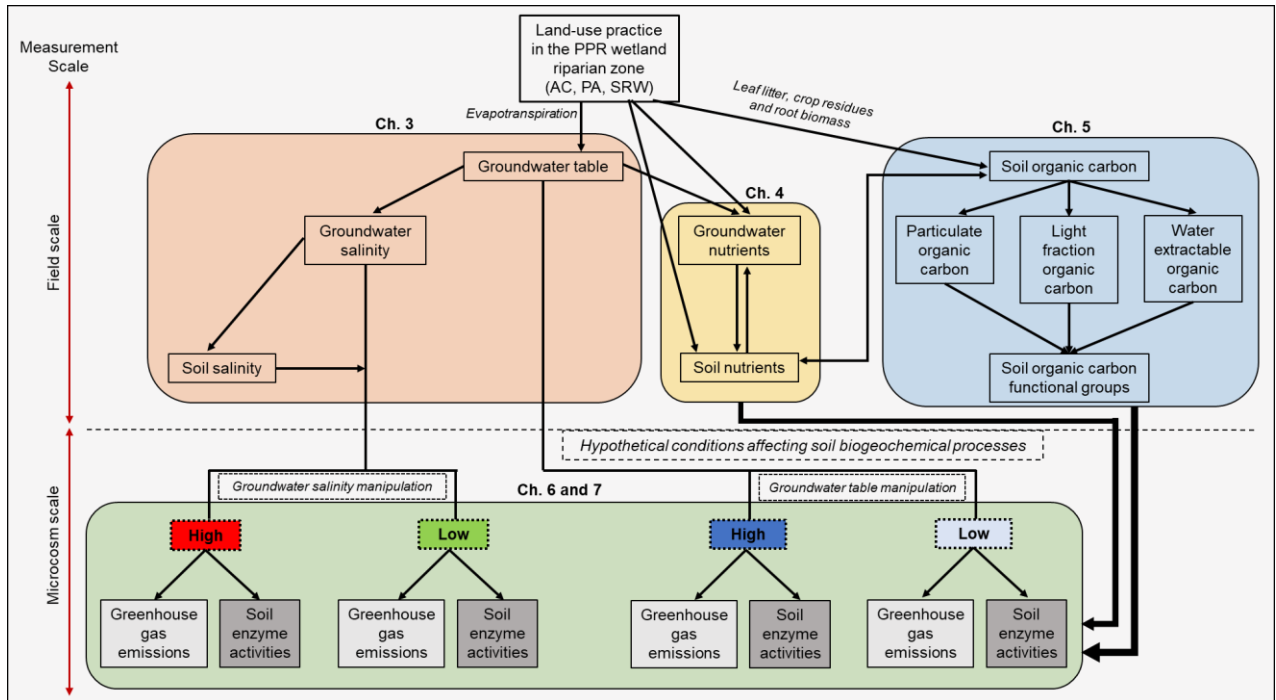 Measurement
Scale
Land-use practice
in the PPR wetland
riparian zone
(AC, PA, SRW)
Evapotranspiration
Leaf litter, crop residues
and root biomass
Field scale
Ch. 3
Groundwater table
Groundwater
salinity
Soil salinity
Ch. 4
Groundwater
nutrients
Soil nutrients
Ch. 5
Soil organic carbon
Particulate
organic
carbon
Light
fraction
organic
carbon
Water
extractable
organic
carbon
Soil organic carbon
functional groups
Hypothetical conditions affecting soil biogeochemical processes
Microcosm scale
Groundwater salinity manipulation
Ch. 6 and 7
Groundwater table manipulation
High
Low
High
Low
Greenhouse
gas
emissions
Soil
enzyme
activities
Greenhouse
gas
emissions
Soil
enzyme
activities
Greenhouse
gas
emissions
Soil
enzyme
activities
Greenhouse
gas
emissions
Soil
enzyme
activities